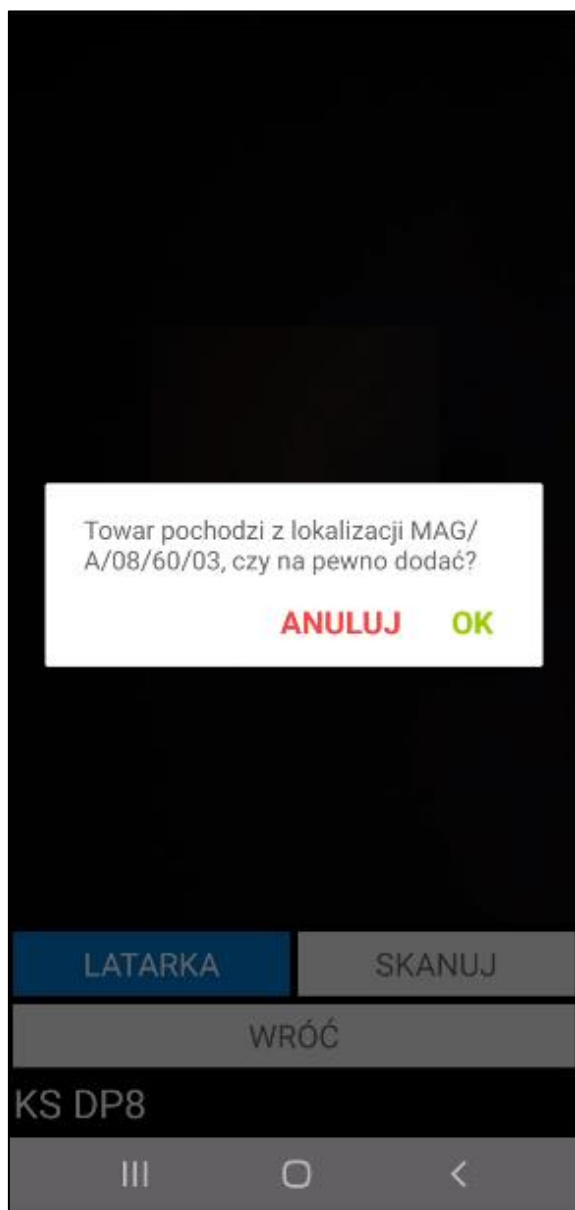 Towar pochodzi z lokalizacji MAG/
A/08/60/03, czy na pewno dodać?
ANULUJ OK
LATARKA SKANUJ
WRÓĆ
KS DP8